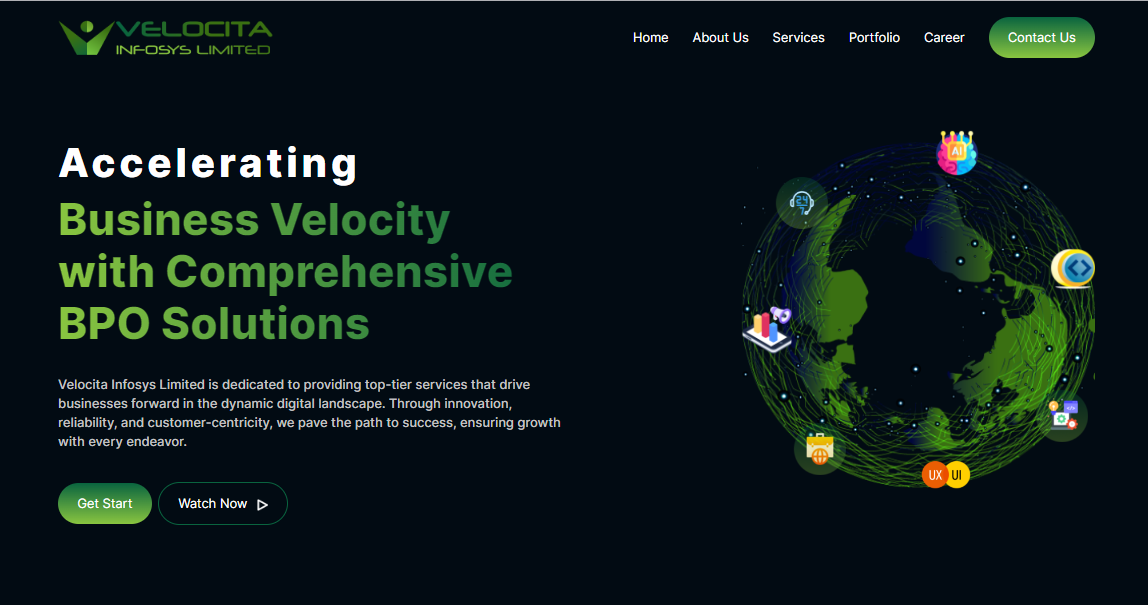 VELOCITA
INFOSYS LIMITED
Home About Us Services Portfolio Career Contact Us
Accelerating
Business Velocity
with Comprehensive
BPO Solutions
Velocita Infosys Limited is dedicated to providing top-tier services that drive
businesses forward in the dynamic digital landscape. Through innovation,
reliability, and customer-centricity, we pave the path to success, ensuring growth
with every endeavor.
Get Start Watch Now
AI
24
7
UX UI